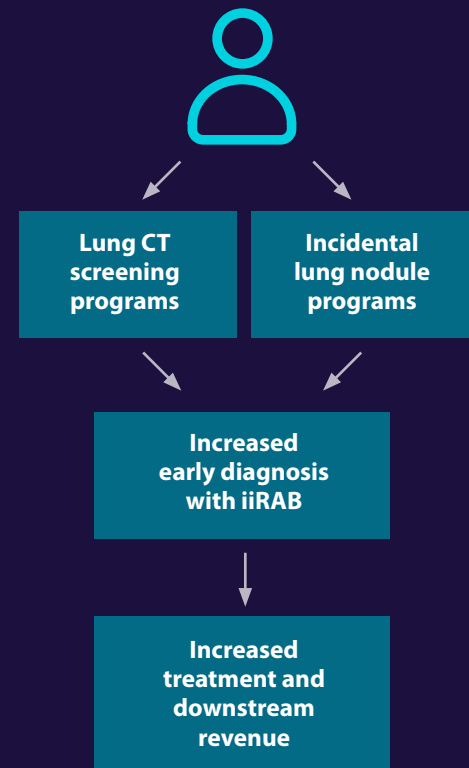 Lung CT
screening
programs
Incidental
lung nodule
programs
Increased
early diagnosis
with iiRAB
Increased
treatment and
downstream
revenue